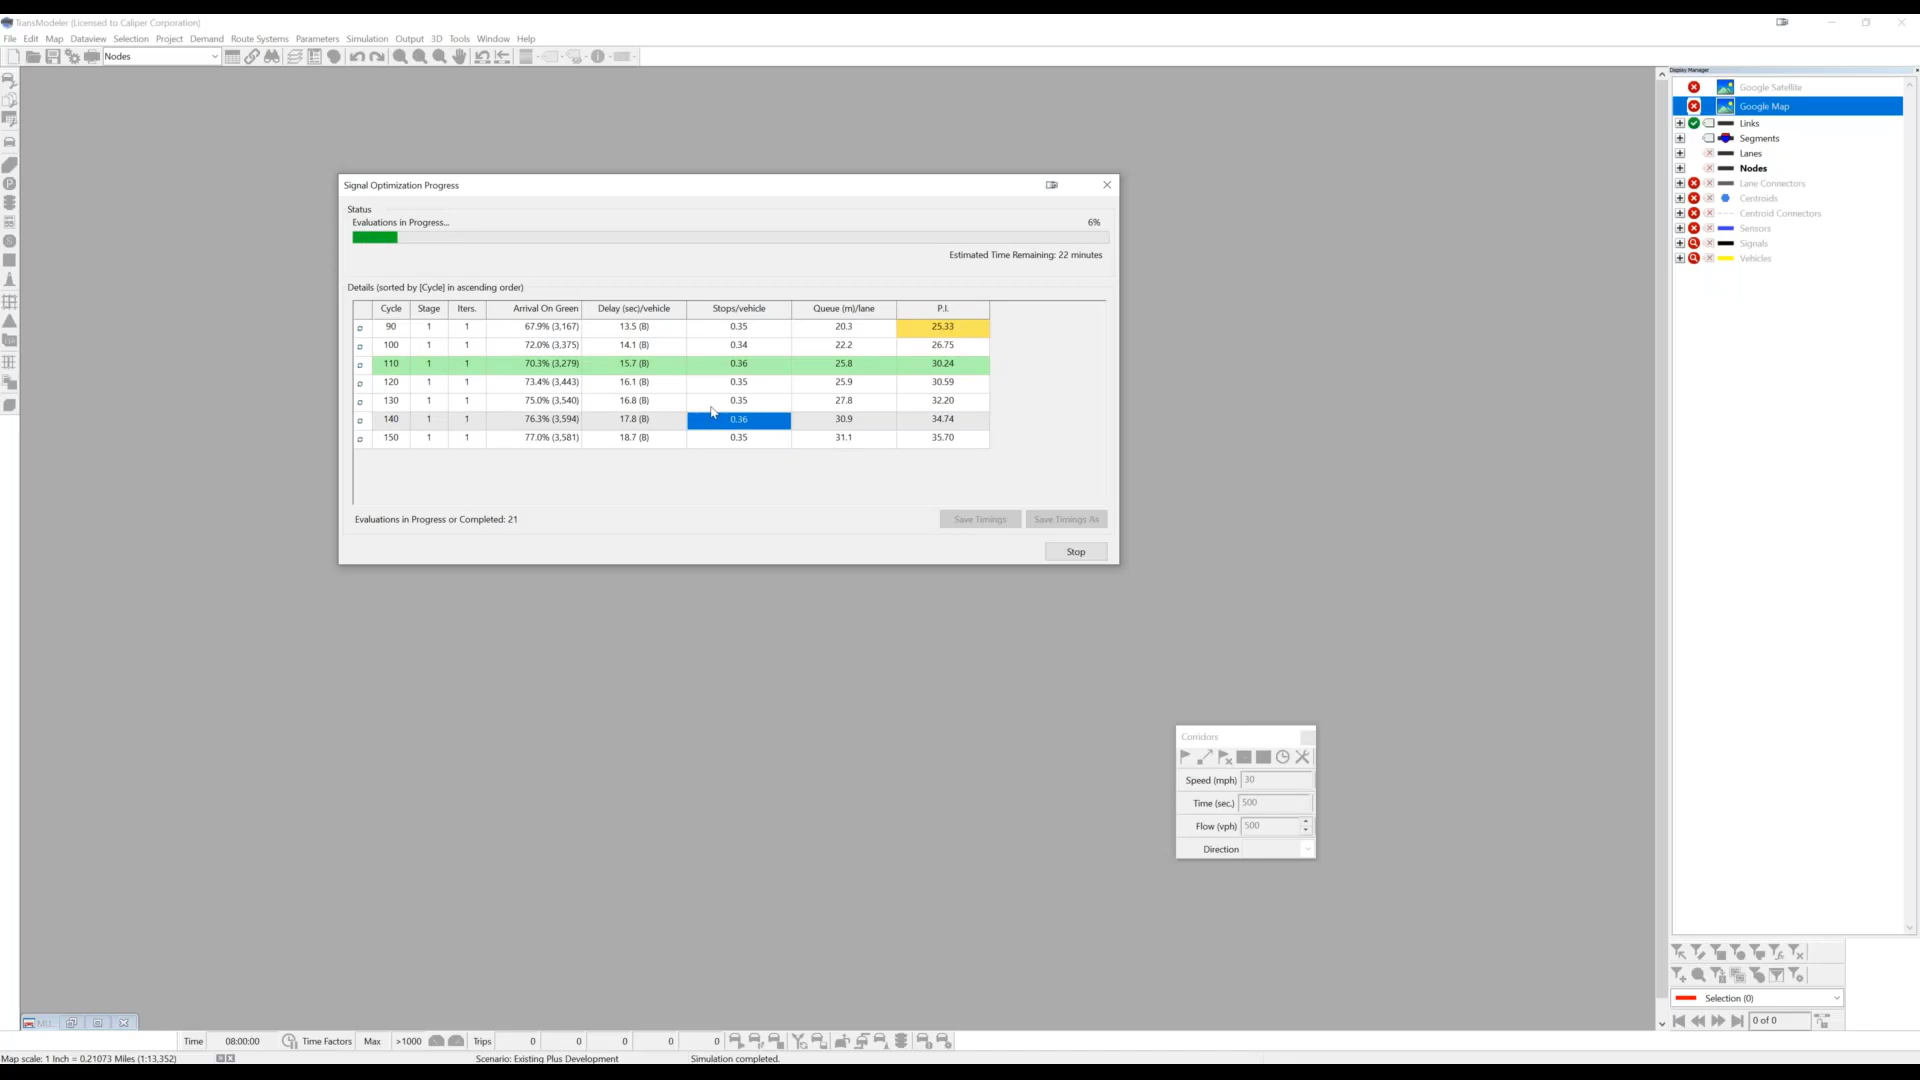 TransModeler (Licensed to Caliper Corporation)
File Edit Map Dataview Selection Project Demand Route Systems Parameters Simulation Output 3D Tools Window Help
Nodes
Display Manager
Google Satellite
Google Map
Links
Segments
Lanes
Nodes
Lane Connectors
Centroids
Centroid Connectors
Sensors
Signals
Vehicles
Signal Optimization Progress
Status
Evaluations in Progress... 6%
Estimated Time Remaining: 22 minutes
Details (sorted by [Cycle] in ascending order)
Cycle Stage Iters. Arrival On Green Delay (sec)/vehicle Stops/vehicle Queue (m)/lane P.I.
90 1 1 67.9% (3,167) 13.5 (B) 0.35 20.3 25.33
100 1 1 72.0% (3,375) 14.1 (B) 0.34 22.2 26.75
110 1 1 70.3% (3,279) 15.7 (B) 0.36 25.8 30.24
120 1 1 73.4% (3,443) 16.1 (B) 0.35 25.9 30.59
130 1 1 75.0% (3,540) 16.8 (B) 0.35 27.8 32.20
140 1 1 76.3% (3,594) 17.8 (B) 0.36 30.9 34.74
150 1 1 77.0% (3,581) 18.7 (B) 0.35 31.1 35.70
Evaluations in Progress or Completed: 21 Save Timings Save Timings As
Stop
Corridors
Speed (mph) 30
Time (sec.) 500
Flow (vph) 500
Direction
Selection (0)
0 of 0
Time 08:00:00 Time Factors Max >1000 Trips 0 0 0 0 0
Map scale: 1 Inch = 0.21073 Miles (1:13,352) Scenario: Existing Plus Development Simulation completed.